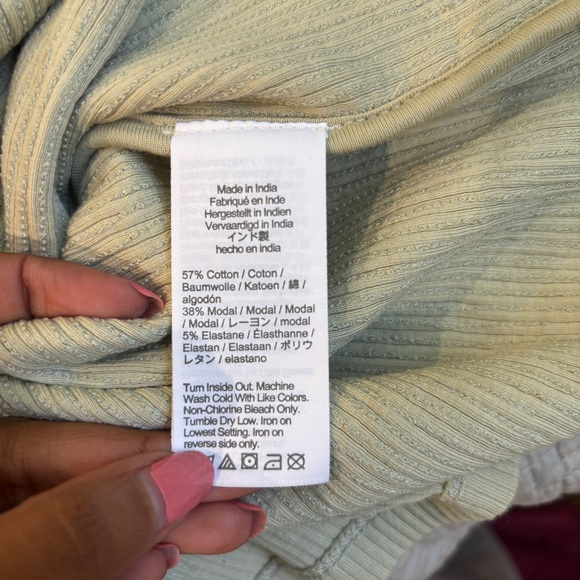 Made in India
Fabriqué en Inde
Hergestellt in Indien
Vervaardigd in India
インド製
hecho en india
57% Cotton / Coton /
Baumwolle / Katoen / 綿 /
algodón
38% Modal / Modal / Modal
/ Modal / レーヨン / modal
5% Elastane / Élasthanne /
Elastan / Elastaan / ポリウ
レタン / elastano
Turn Inside Out. Machine
Wash Cold With Like Colors.
Non-Chlorine Bleach Only.
Tumble Dry Low. Iron on
Lowest Setting. Iron on
reverse side only.